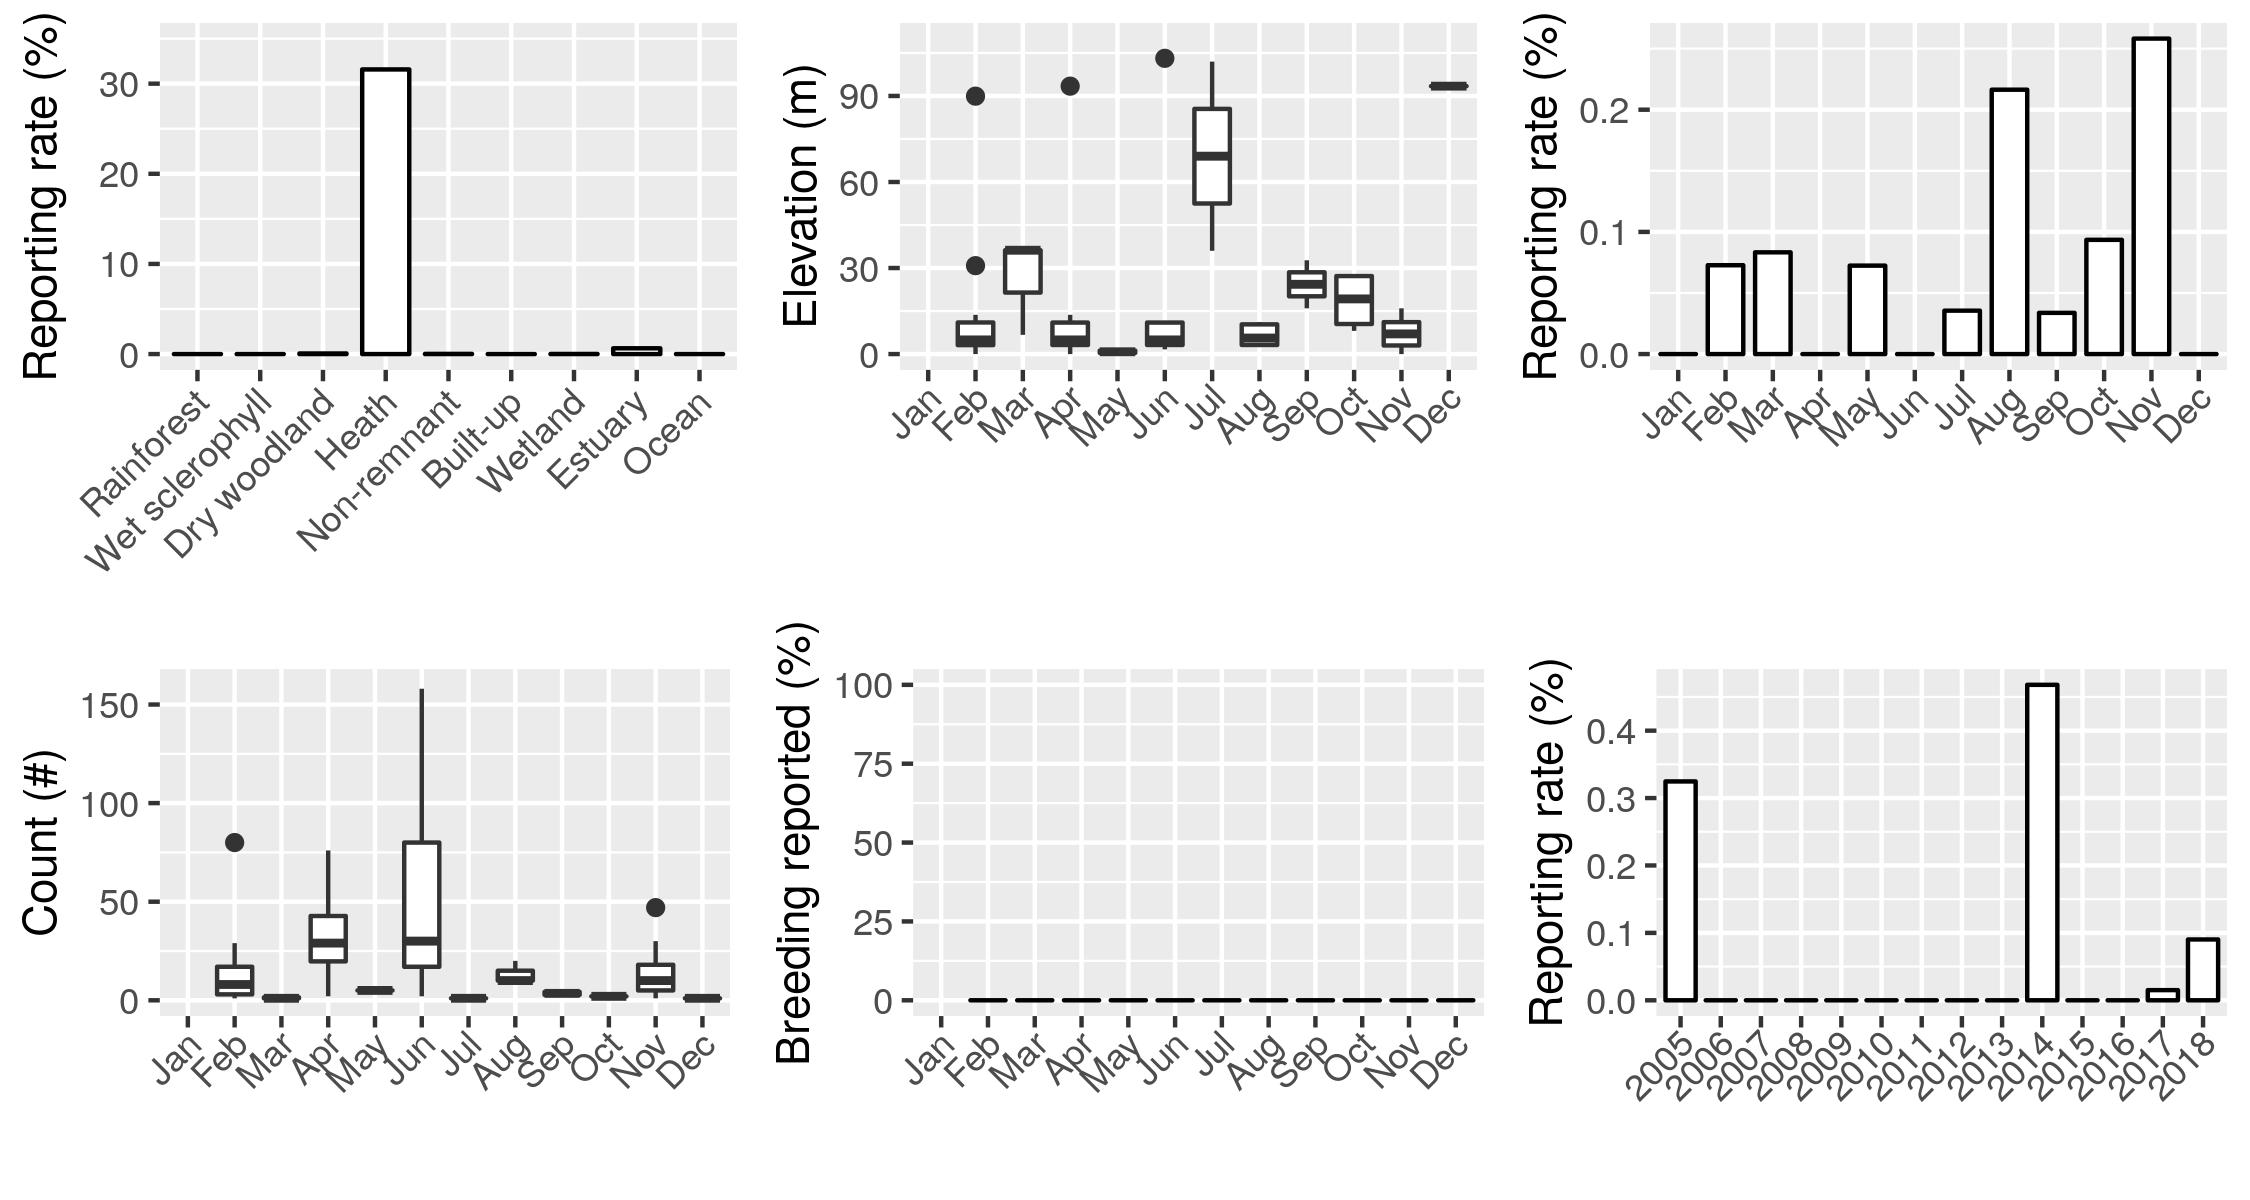 Reporting rate (%)
30
20
10
0
Rainforest
Wet sclerophyll
Dry woodland
Heath
Non-remnant
Built-up
Wetland
Estuary
Ocean
Elevation (m)
90
60
30
0
Jan Feb Mar Apr May Jun Jul Aug Sep Oct Nov Dec
Reporting rate (%)
0.2
0.1
0.0
Jan Feb Mar Apr May Jun Jul Aug Sep Oct Nov Dec
Count (#)
150
100
50
0
Jan Feb Mar Apr May Jun Jul Aug Sep Oct Nov Dec
Breeding reported (%)
100
75
50
25
0
Jan Feb Mar Apr May Jun Jul Aug Sep Oct Nov Dec
Reporting rate (%)
0.4
0.3
0.2
0.1
0.0
2005 2006 2007 2008 2009 2010 2011 2012 2013 2014 2015 2016 2017 2018